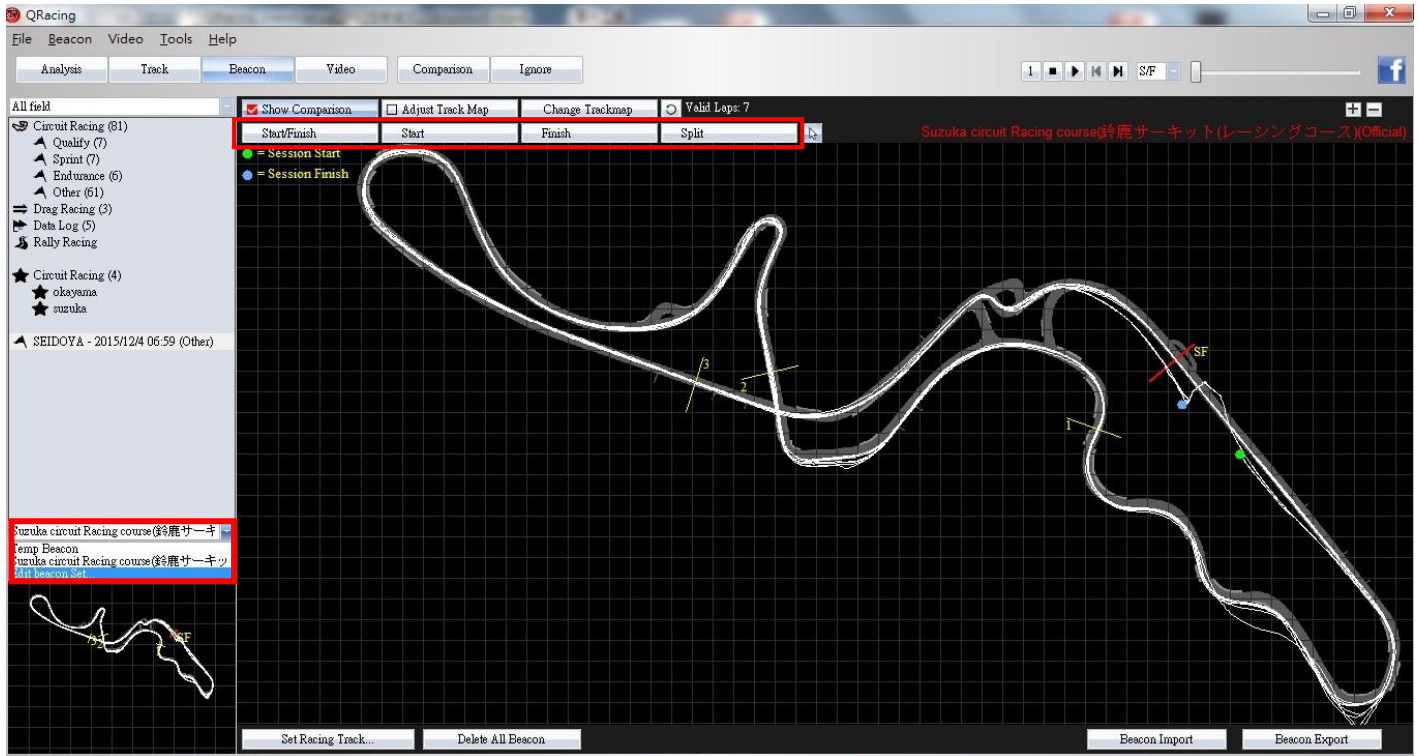 QRacing
File Beacon Video Tools Help
Analysis Track Beacon Video Comparison Ignore 1 S/F
All field
Show Comparison Adjust Track Map Change Trackmap Valid Laps: 7
Start/Finish Start Finish Split
Suzuka circuit Racing course(鈴鹿サーキット(レーシングコース)(Official)
= Session Start
= Session Finish
Circuit Racing (81)
Qualify (7)
Sprint (7)
Endurance (6)
Other (61)
Drag Racing (3)
Data Log (5)
Rally Racing
Circuit Racing (4)
okayama
suzuka
SEIDOYA - 2015/12/4 06:59 (Other)
SF
3
2
1
Suzuka circuit Racing course(鈴鹿サーキ
Temp Beacon
Suzuka circuit Racing course(鈴鹿サーキッ
Edit beacon Set...
SF
3
2
Set Racing Track... Delete All Beacon Beacon Import Beacon Export